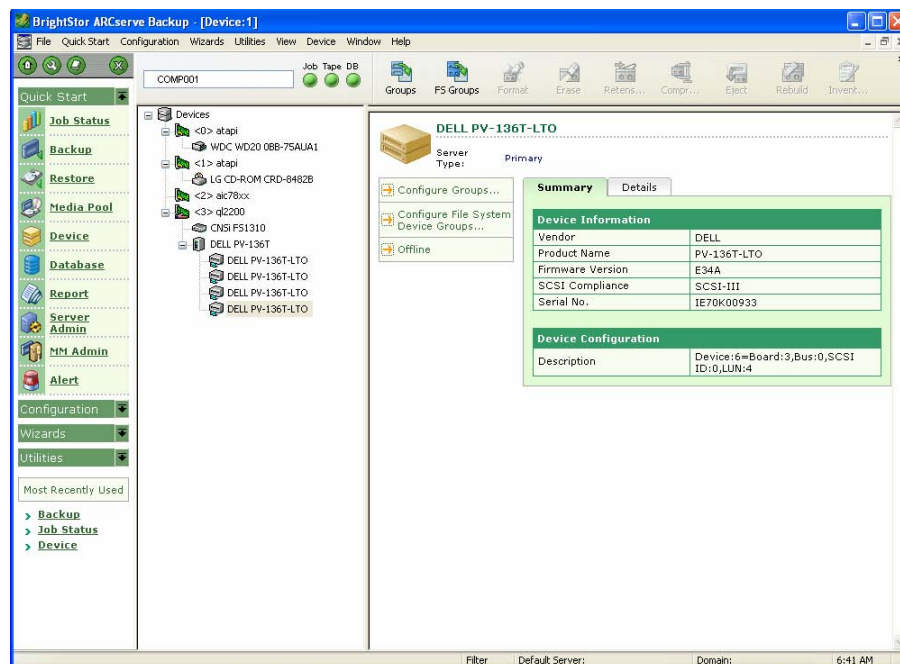 BrightStor ARCserve Backup - [Device:1]
File Quick Start Configuration Wizards Utilities View Device Window Help
COMP001
Job Tape DB
Groups
FS Groups
Format
Erase
Retens...
Compr...
Eject
Rebuild
Invent...
Quick Start
Job Status
Backup
Restore
Media Pool
Device
Database
Report
Server Admin
MM Admin
Alert
Configuration
Wizards
Utilities
Most Recently Used
Backup
Job Status
Device
Devices
<0> atapi
WDC WD20 0BB-75AUA1
<1> atapi
LG CD-ROM CRD-8482B
<2> aic78xx
<3> ql2200
CNSi FS1310
DELL PV-136T
DELL PV-136T-LTO
DELL PV-136T-LTO
DELL PV-136T-LTO
DELL PV-136T-LTO
DELL PV-136T-LTO
Server Type: Primary
Configure Groups...
Configure File System Device Groups...
Offline
Summary Details
Device Information
Vendor DELL
Product Name PV-136T-LTO
Firmware Version E34A
SCSI Compliance SCSI-III
Serial No. IE70K00933
Device Configuration
Description Device:6=Board:3,Bus:0,SCSI ID:0,LUN:4
Filter Default Server: Domain: 6:41 AM